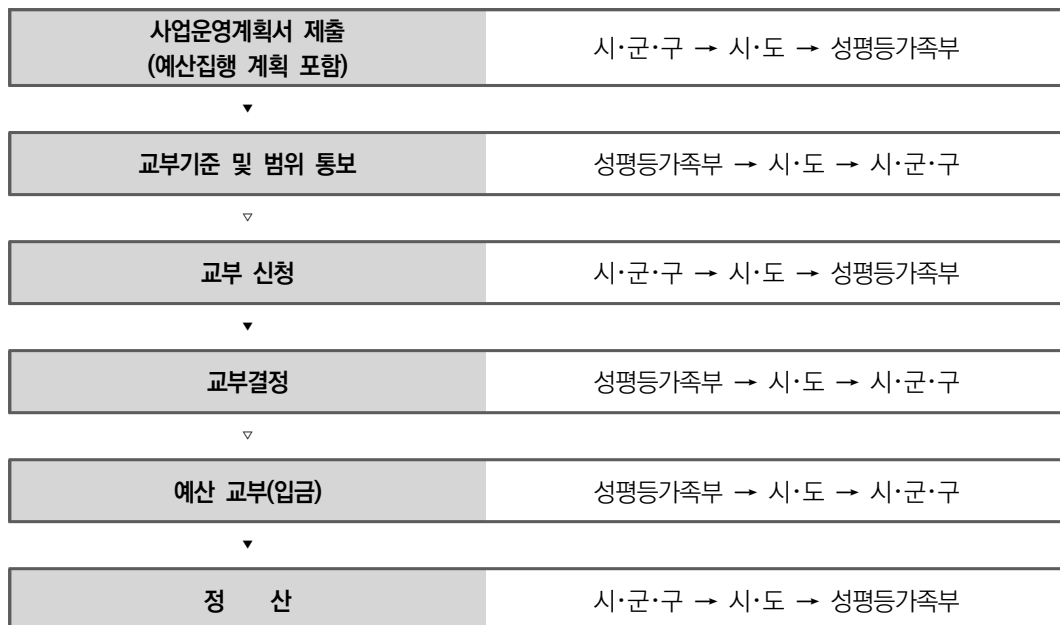 사업운영계획서 제출
(예산집행 계획 포함)
시·군·구 → 시·도 → 성평등가족부
▼
교부기준 및 범위 통보
성평등가족부 → 시·도 → 시·군·구
▽
교부 신청
시·군·구 → 시·도 → 성평등가족부
▼
교부결정
성평등가족부 → 시·도 → 시·군·구
▽
예산 교부(입금)
성평등가족부 → 시·도 → 시·군·구
▼
정 산
시·군·구 → 시·도 → 성평등가족부